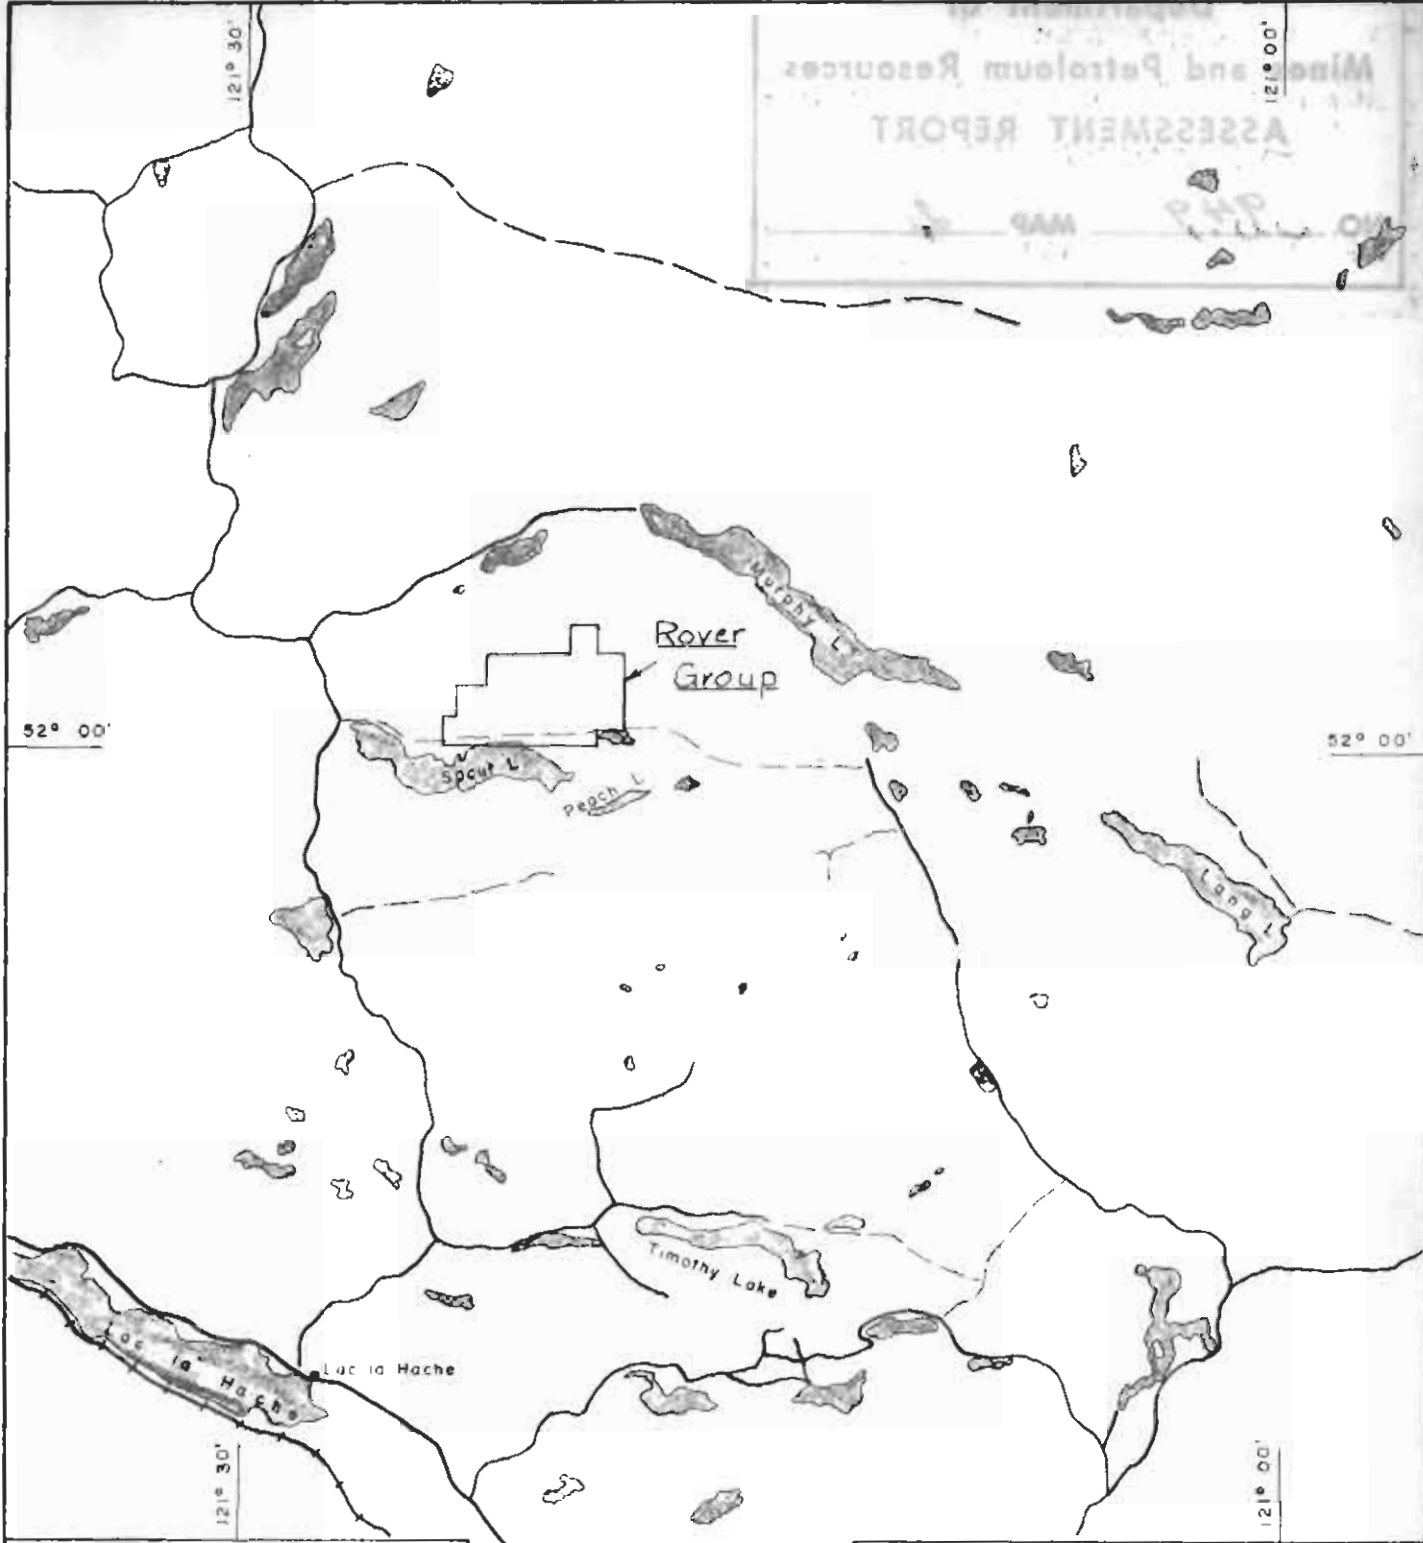 Department of
Mines and Petroleum Resources
ASSESSMENT REPORT
NO. MAP
121° 30'
121° 00'
Murphy L
Rover
Group
52° 00'
52° 00'
Spout L
Peach L
Lang L
Timothy Lake
Lac la Hache
Lac la Hache
121° 30'
121° 00'